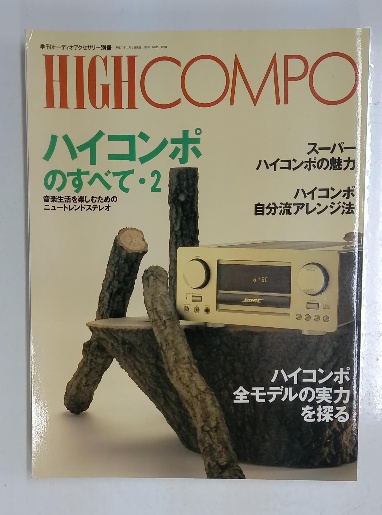 季刊オーディオアクセサリー別冊
HIGH COMPO
ハイコンポ
のすべて・2
音楽生活を楽しむための
ニュートレンドステレオ
スーパー
ハイコンポの魅力
ハイコンポ
自分流アレンジ法
BOSE
ハイコンポ
全モデルの実力
を探る